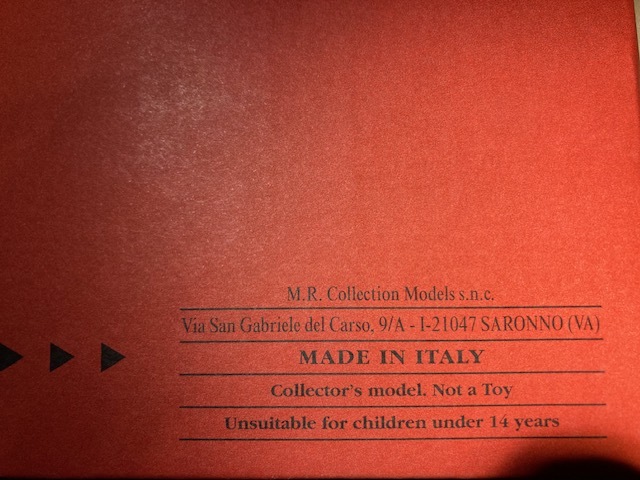 M.R. Collection Models s.n.c.
Via San Gabriele del Carso, 9/A - I-21047 SARONNO (VA)
MADE IN ITALY
Collector's model. Not a Toy
Unsuitable for children under 14 years